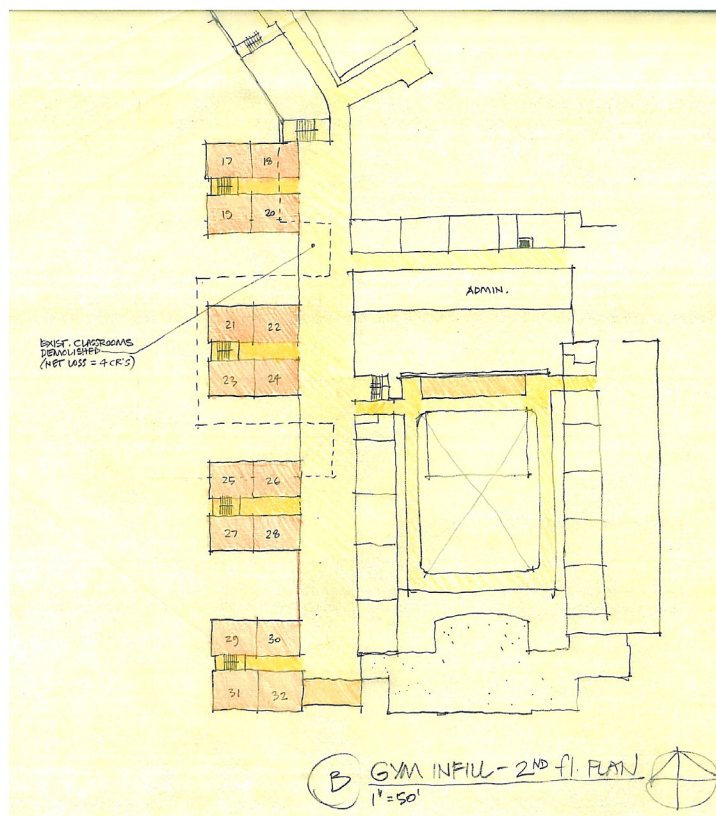 17 18
19 20
ADMIN.
21 22
EXIST. CLASSROOMS
DEMOLISHED
(NET LOSS = 4 CR'S)
23 24
25 26
27 28
29 30
31 32
B GYM INFILL - 2ND fl. PLAN
1" = 50'